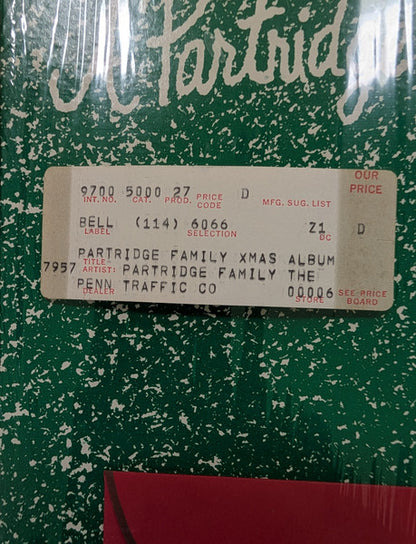 A Partridge
OUR PRICE
9700 5000 27 D
INT. NO. CAT. PROD. PRICE CODE MFG. SUG. LIST
BELL (114) 6066 Z1 D
LABEL SELECTION DC
PARTRIDGE FAMILY XMAS ALBUM
7957 TITLE- ARTIST: PARTRIDGE FAMILY THE
PENN TRAFFIC CO 00006 SEE PRICE BOARD
DEALER STORE